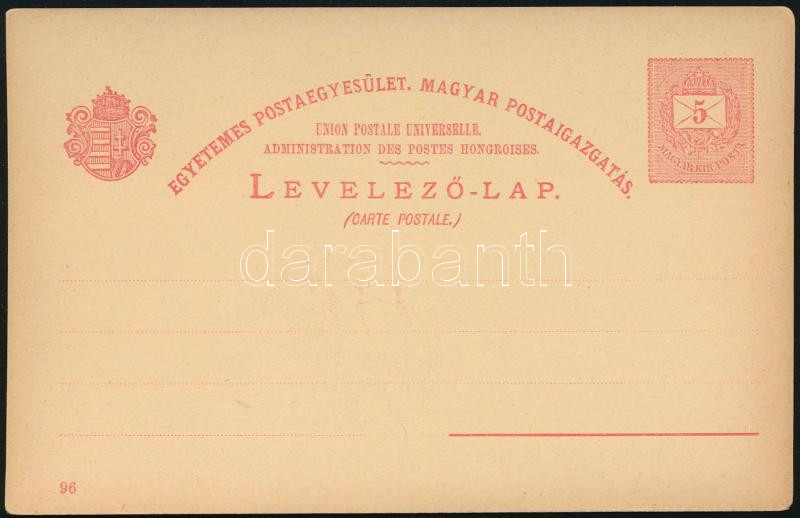 EGYETEMES POSTAEGYESÜLET. MAGYAR POSTAIGAZGATÁS.
UNION POSTALE UNIVERSELLE.
ADMINISTRATION DES POSTES HONGROISES.
LEVELEZŐ-LAP.
(CARTE POSTALE.)
5
MAGYAR KIR. POSTA
darabanth
96